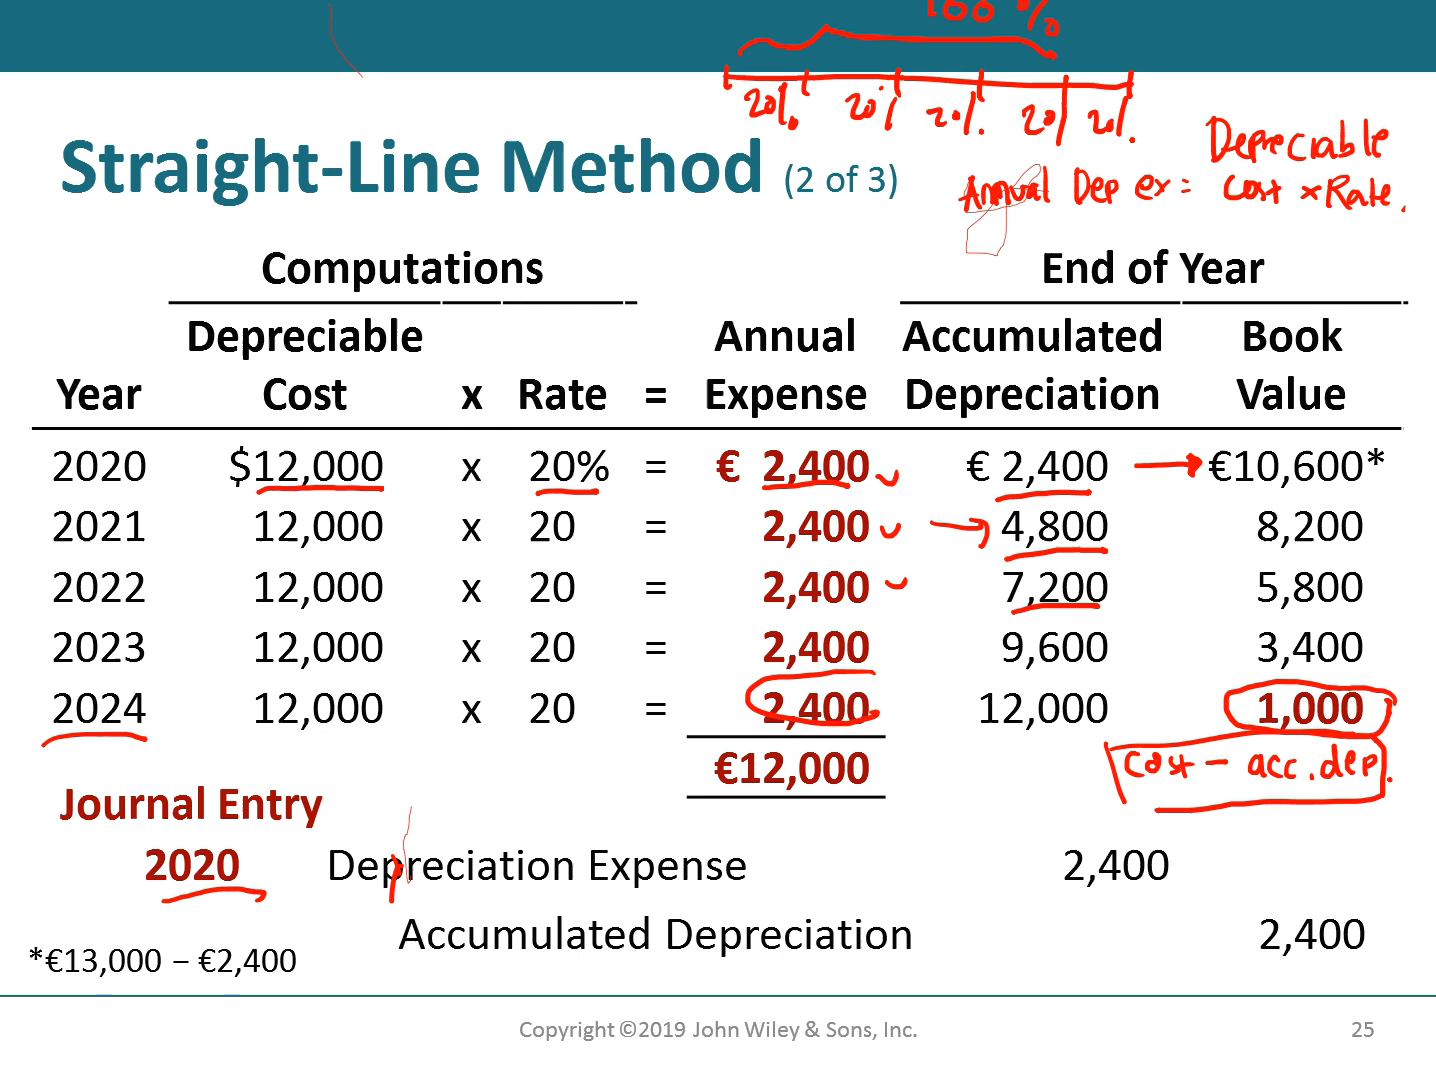 100%
20% 20% 20% 20% 20%.
Straight-Line Method (2 of 3)
Depreciable
Annual Dep ex = Cost x Rate.
Computations End of Year
Depreciable Annual Accumulated Book
Year Cost x Rate = Expense Depreciation Value
2020 $12,000 x 20% = € 2,400 € 2,400 €10,600*
2021 12,000 x 20 = 2,400 4,800 8,200
2022 12,000 x 20 = 2,400 7,200 5,800
2023 12,000 x 20 = 2,400 9,600 3,400
2024 12,000 x 20 = 2,400 12,000 1,000
€12,000
Cost - acc.dep.
Journal Entry
2020 Depreciation Expense 2,400
Accumulated Depreciation 2,400
*€13,000 – €2,400
Copyright ©2019 John Wiley & Sons, Inc. 25